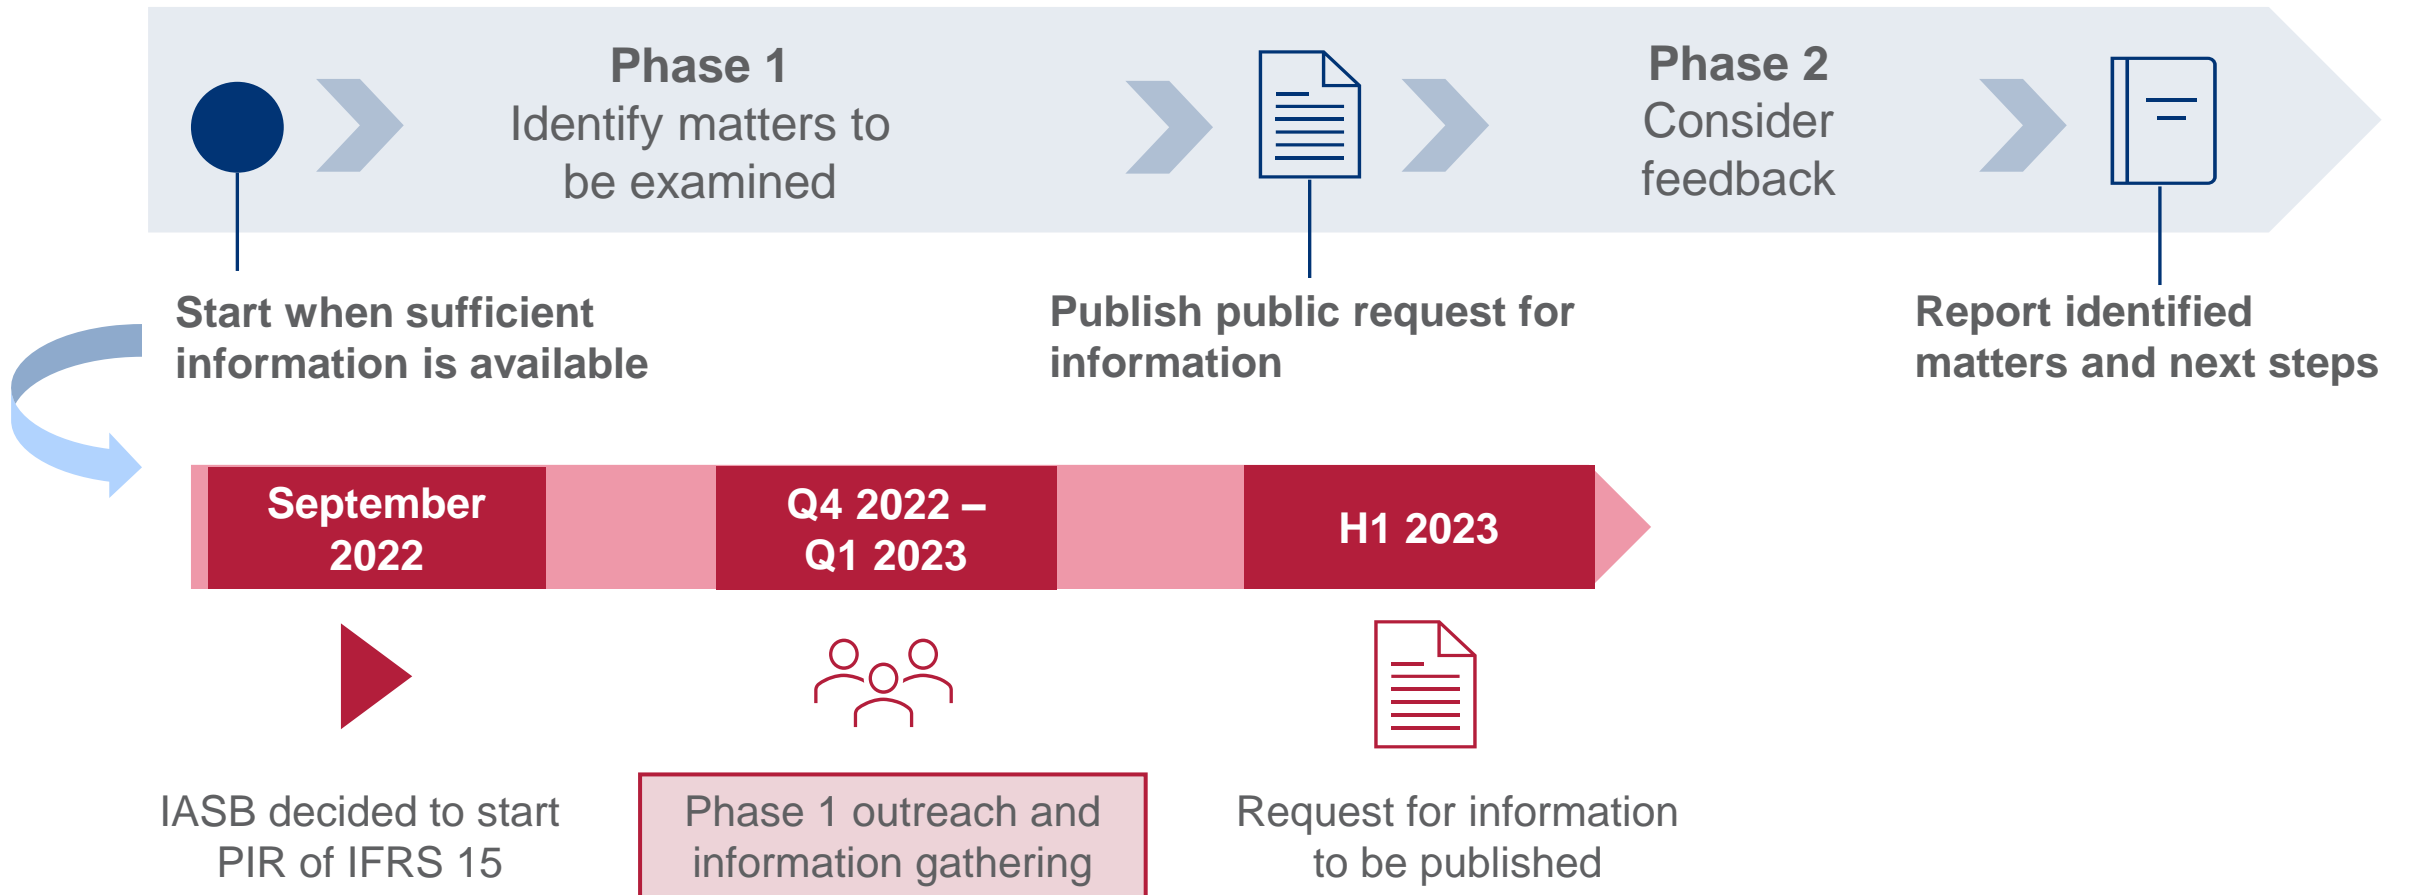 Phase 1
Identify matters to
be examined
Phase 2
Consider
feedback
Start when sufficient
information is available
Publish public request for
information
Report identified
matters and next steps
September
2022
Q4 2022 –
Q1 2023
H1 2023
IASB decided to start
PIR of IFRS 15
Phase 1 outreach and
information gathering
Request for information
to be published